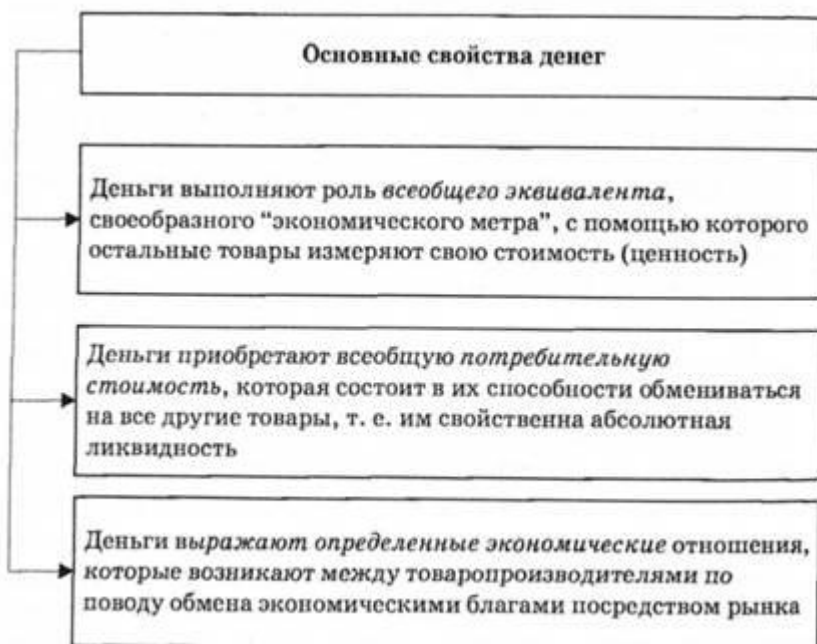 Основные свойства денег
Деньги выполняют роль всеобщего эквивалента,
своеобразного “экономического метра”, с помощью которого
остальные товары измеряют свою стоимость (ценность)
Деньги приобретают всеобщую потребительную
стоимость, которая состоит в их способности обмениваться
на все другие товары, т. е. им свойственна абсолютная
ликвидность
Деньги выражают определенные экономические отношения,
которые возникают между товаропроизводителями по
поводу обмена экономическими благами посредством рынка